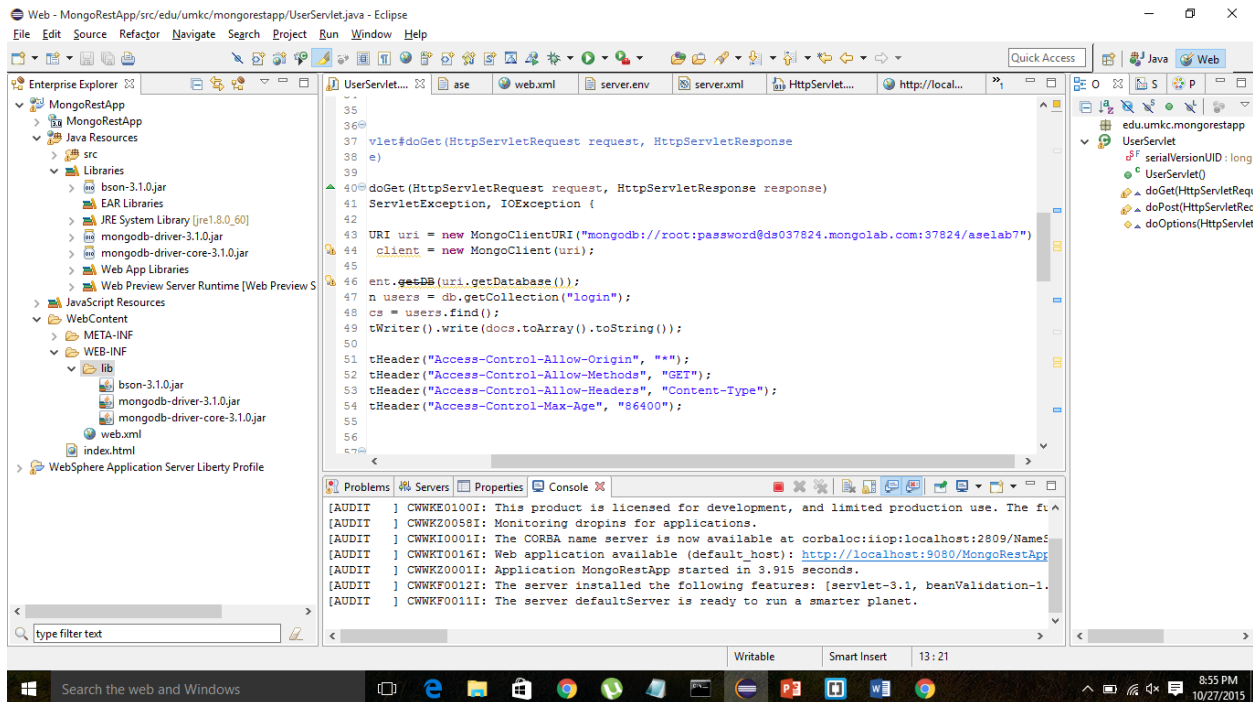 Web - MongoRestApp/src/edu/umkc/mongorestapp/UserServlet.java - Eclipse
File Edit Source Refactor Navigate Search Project Run Window Help
Quick Access
Java
Web
Enterprise Explorer
MongoRestApp
MongoRestApp
Java Resources
src
Libraries
bson-3.1.0.jar
EAR Libraries
JRE System Library [jre1.8.0_60]
mongodb-driver-3.1.0.jar
mongodb-driver-core-3.1.0.jar
Web App Libraries
Web Preview Server Runtime [Web Preview S
JavaScript Resources
WebContent
META-INF
WEB-INF
lib
bson-3.1.0.jar
mongodb-driver-3.1.0.jar
mongodb-driver-core-3.1.0.jar
web.xml
index.html
WebSphere Application Server Liberty Profile
type filter text
UserServlet.... ase web.xml server.env server.xml HttpServlet.... http://local... 1
35
36
37 vlet#doGet(HttpServletRequest request, HttpServletResponse
38 e)
39
40 doGet(HttpServletRequest request, HttpServletResponse response)
41 ServletException, IOException {
42
43 URI uri = new MongoClientURI("mongodb://root:password@ds037824.mongolab.com:37824/aselab7")
44 client = new MongoClient(uri);
45
46 ent.getDB(uri.getDatabase());
47 n users = db.getCollection("login");
48 cs = users.find();
49 tWriter().write(docs.toArray().toString());
50
51 tHeader("Access-Control-Allow-Origin", "*");
52 tHeader("Access-Control-Allow-Methods", "GET");
53 tHeader("Access-Control-Allow-Headers", "Content-Type");
54 tHeader("Access-Control-Max-Age", "86400");
55
56
57
Problems Servers Properties Console
[AUDIT ] CWWKE0100I: This product is licensed for development, and limited production use. The fu
[AUDIT ] CWWKZ0058I: Monitoring dropins for applications.
[AUDIT ] CWWKI0001I: The CORBA name server is now available at corbaloc:iiop:localhost:2809/NameS
[AUDIT ] CWWKT0016I: Web application available (default_host): http://localhost:9080/MongoRestApp
[AUDIT ] CWWKZ0001I: Application MongoRestApp started in 3.915 seconds.
[AUDIT ] CWWKF0012I: The server installed the following features: [servlet-3.1, beanValidation-1.
[AUDIT ] CWWKF0011I: The server defaultServer is ready to run a smarter planet.
O S P
edu.umkc.mongorestapp
UserServlet
serialVersionUID : long
UserServlet()
doGet(HttpServletRequ
doPost(HttpServletRec
doOptions(HttpServlet
Writable Smart Insert 13 : 21
Search the web and Windows
8:55 PM
10/27/2015